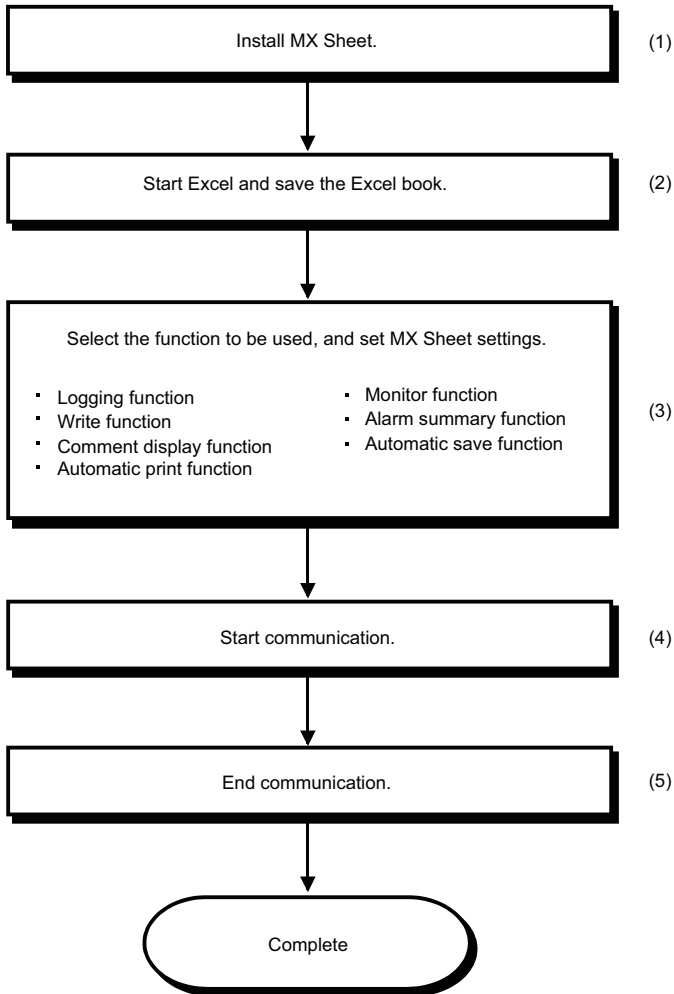 Install MX Sheet.
(1)
Start Excel and save the Excel book.
(2)
Select the function to be used, and set MX Sheet settings.
(3)
· Logging function
· Write function
· Comment display function
· Automatic print function
· Monitor function
· Alarm summary function
· Automatic save function
Start communication.
(4)
End communication.
(5)
Complete